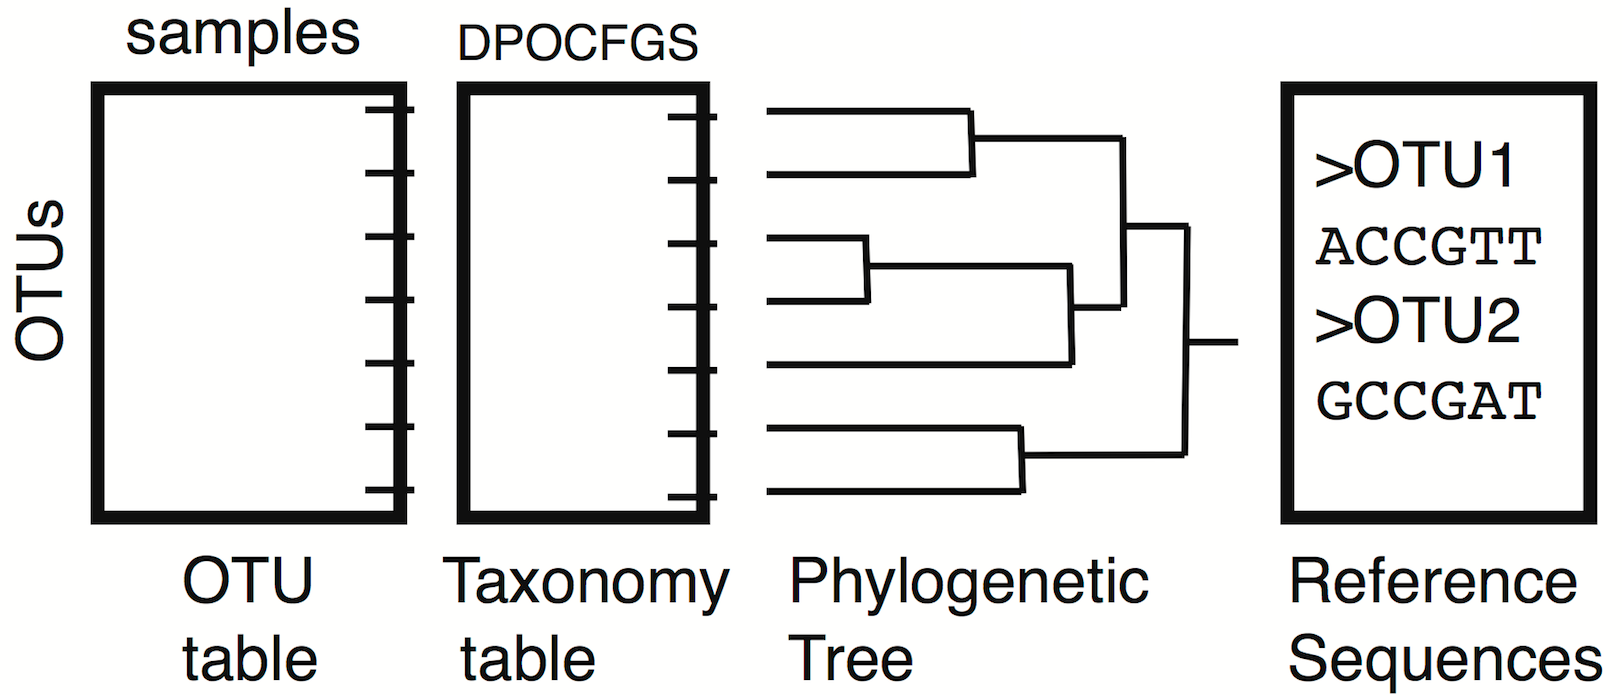 samples
DPOCFGS
OTUs
>OTU1
ACCGTT
>OTU2
GCCGAT
OTU
table
Taxonomy
table
Phylogenetic
Tree
Reference
Sequences